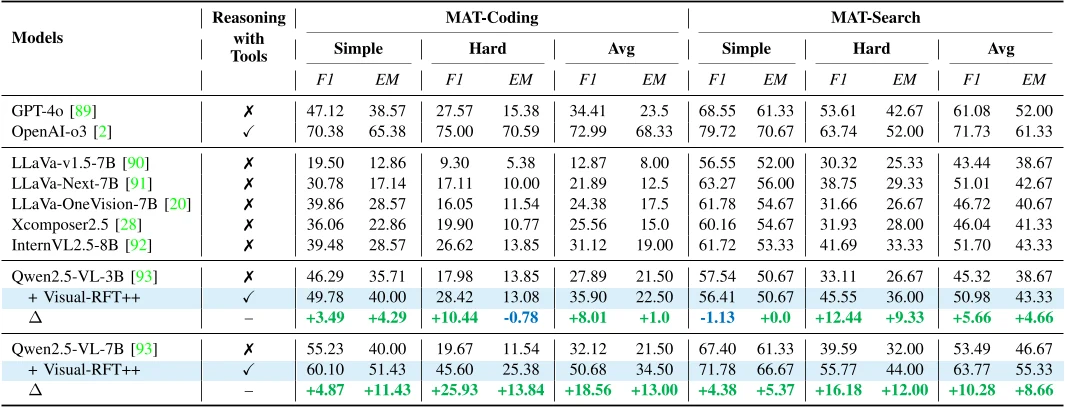 Models Reasoning with Tools MAT-Coding MAT-Search
Simple Hard Avg Simple Hard Avg
F1 EM F1 EM F1 EM F1 EM F1 EM F1 EM
GPT-4o [89] ✗ 47.12 38.57 27.57 15.38 34.41 23.5 68.55 61.33 53.61 42.67 61.08 52.00
OpenAI-o3 [2] ✓ 70.38 65.38 75.00 70.59 72.99 68.33 79.72 70.67 63.74 52.00 71.73 61.33
LLaVa-v1.5-7B [90] ✗ 19.50 12.86 9.30 5.38 12.87 8.00 56.55 52.00 30.32 25.33 43.44 38.67
LLaVa-Next-7B [91] ✗ 30.78 17.14 17.11 10.00 21.89 12.5 63.27 56.00 38.75 29.33 51.01 42.67
LLaVa-OneVision-7B [20] ✗ 39.86 28.57 16.05 11.54 24.38 17.5 61.78 54.67 31.66 26.67 46.72 40.67
Xcomposer2.5 [28] ✗ 36.06 22.86 19.90 10.77 25.56 15.0 60.16 54.67 31.93 28.00 46.04 41.33
InternVL2.5-8B [92] ✗ 39.48 28.57 26.62 13.85 31.12 19.00 61.72 53.33 41.69 33.33 51.70 43.33
Qwen2.5-VL-3B [93] ✗ 46.29 35.71 17.98 13.85 27.89 21.50 57.54 50.67 33.11 26.67 45.32 38.67
+ Visual-RFT++ ✓ 49.78 40.00 28.42 13.08 35.90 22.50 56.41 50.67 45.55 36.00 50.98 43.33
Δ – +3.49 +4.29 +10.44 -0.78 +8.01 +1.0 -1.13 +0.0 +12.44 +9.33 +5.66 +4.66
Qwen2.5-VL-7B [93] ✗ 55.23 40.00 19.67 11.54 32.12 21.50 67.40 61.33 39.59 32.00 53.49 46.67
+ Visual-RFT++ ✓ 60.10 51.43 45.60 25.38 50.68 34.50 71.78 66.67 55.77 44.00 63.77 55.33
Δ – +4.87 +11.43 +25.93 +13.84 +18.56 +13.00 +4.38 +5.37 +16.18 +12.00 +10.28 +8.66